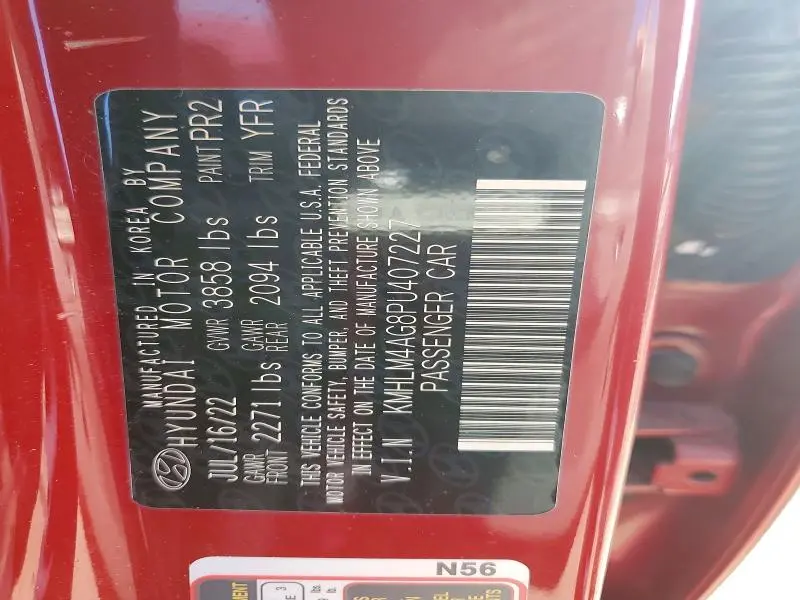 MANUFACTURED IN KOREA BY
HYUNDAI MOTOR COMPANY
JUL/16/22 GVWR 3858 lbs PAINT PR2
GAWR FRONT 2271 lbs GAWR REAR 2094 lbs TRIM YFR
THIS VEHICLE CONFORMS TO ALL APPLICABLE U.S.A. FEDERAL
MOTOR VEHICLE SAFETY, BUMPER, AND THEFT PREVENTION STANDARDS
IN EFFECT ON THE DATE OF MANUFACTURE SHOWN ABOVE
V.I.N KMHLM4AG8PU407227
PASSENGER CAR
N56